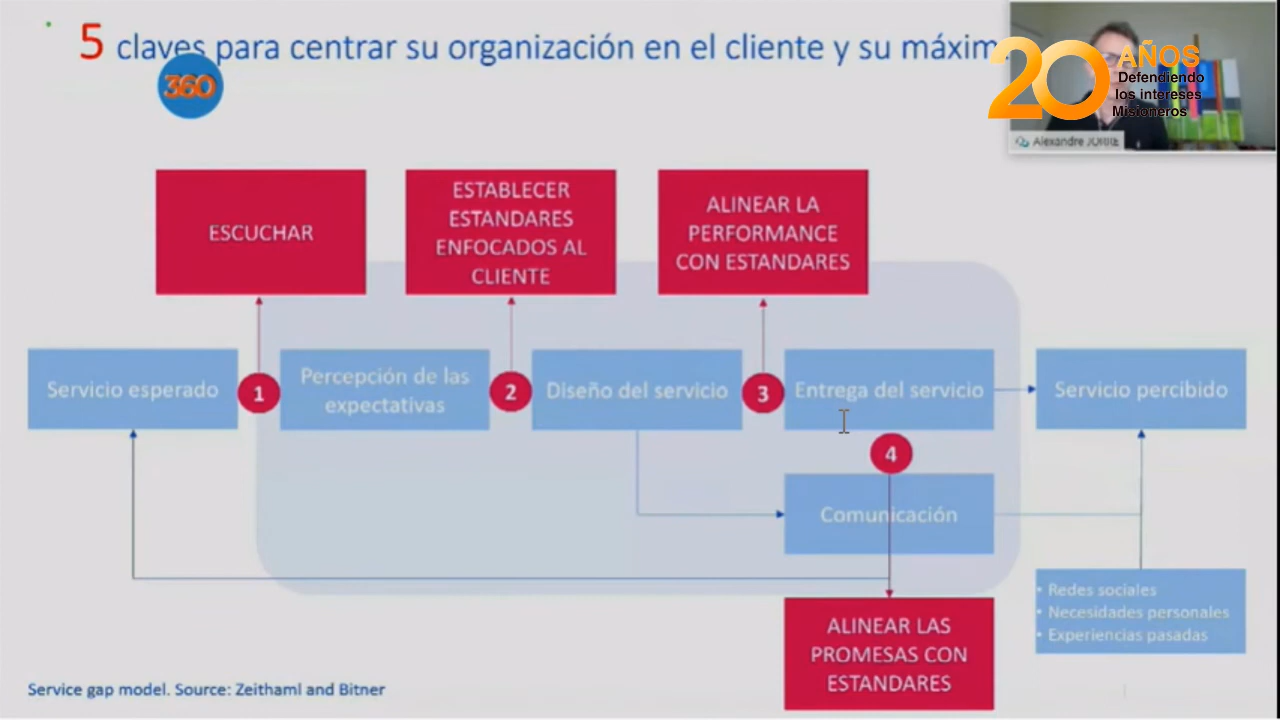 5 claves para centrar su organización en el cliente y su máxim
360
20 AÑOS
Defendiendo
los intereses
Misioneros
Alexandre JORRE
ESCUCHAR
ESTABLECER
ESTANDARES
ENFOCADOS AL
CLIENTE
ALINEAR LA
PERFORMANCE
CON ESTANDARES
Servicio esperado
1
Percepción de las
expectativas
2
Diseño del servicio
3
Entrega del servicio
Servicio percibido
4
Comunicación
• Redes sociales
• Necesidades personales
• Experiencias pasadas
ALINEAR LAS
PROMESAS CON
ESTANDARES
Service gap model. Source: Zeithaml and Bitner